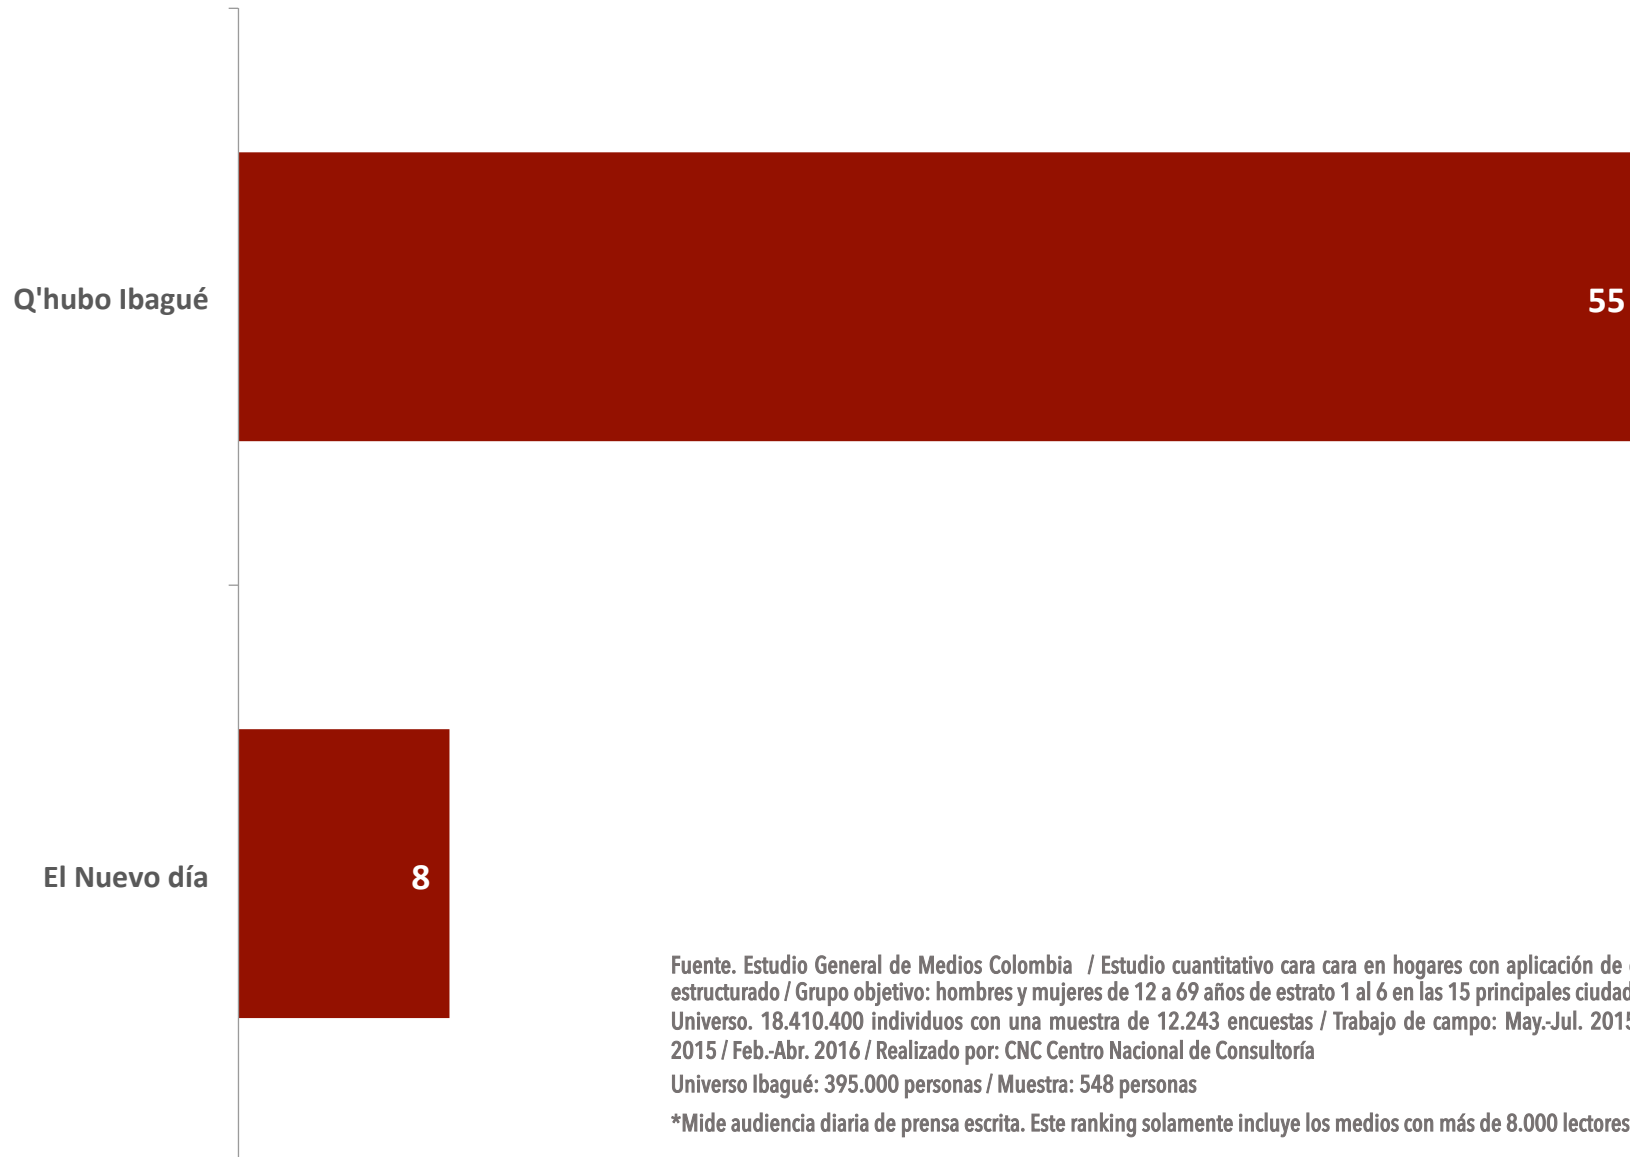 Q'hubo Ibagué
55
El Nuevo día
8
Fuente. Estudio General de Medios Colombia / Estudio cuantitativo cara cara en hogares con aplicación de
estructurado / Grupo objetivo: hombres y mujeres de 12 a 69 años de estrato 1 al 6 en las 15 principales ciudad
Universo. 18.410.400 individuos con una muestra de 12.243 encuestas / Trabajo de campo: May.-Jul. 2015
2015 / Feb.-Abr. 2016 / Realizado por: CNC Centro Nacional de Consultoría
Universo Ibagué: 395.000 personas / Muestra: 548 personas
*Mide audiencia diaria de prensa escrita. Este ranking solamente incluye los medios con más de 8.000 lectores